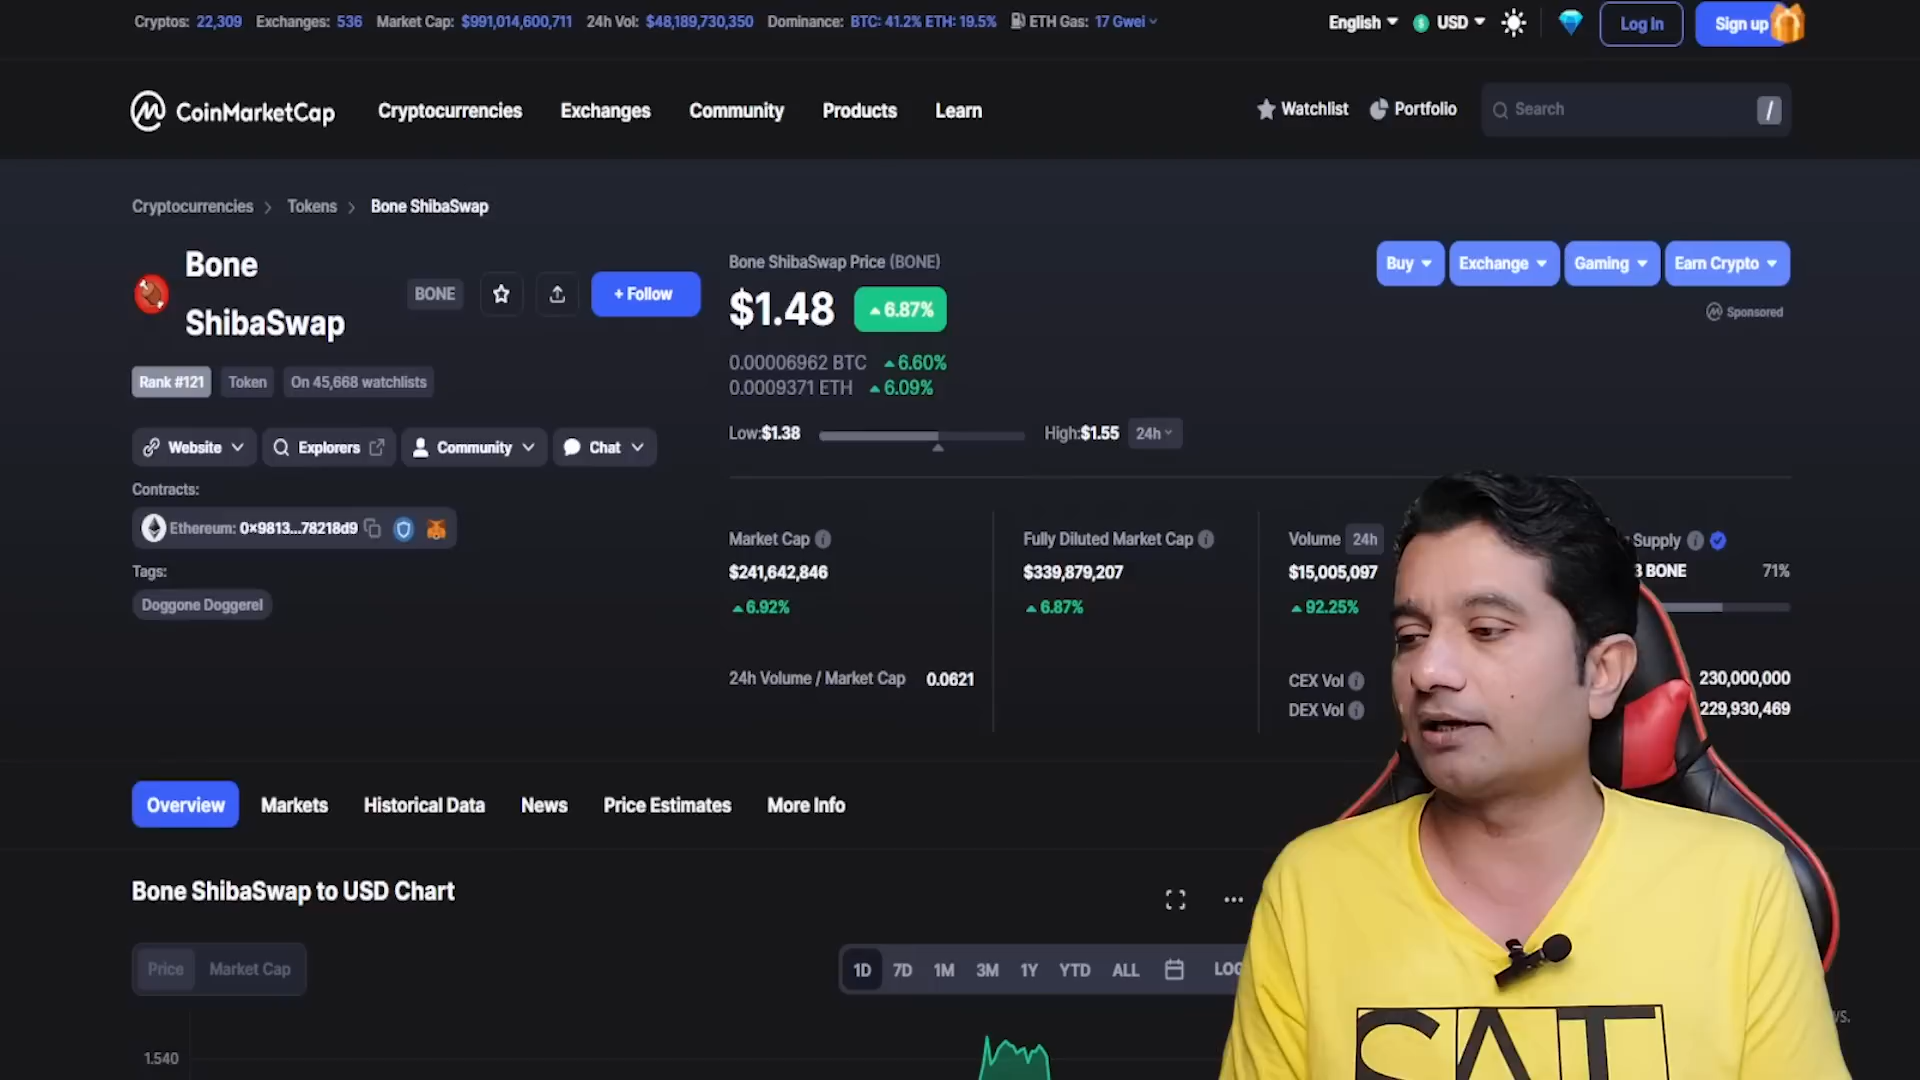 Cryptos: 22,309 Exchanges: 536 Market Cap: $991,014,600,711 24h Vol: $48,189,730,350 Dominance: BTC: 41.2% ETH: 19.5% ETH Gas: 17 Gwei
English USD Log In Sign up
CoinMarketCap Cryptocurrencies Exchanges Community Products Learn Watchlist Portfolio Search /
Cryptocurrencies Tokens Bone ShibaSwap
Bone
ShibaSwap
BONE + Follow
Rank #121 Token On 45,668 watchlists
Website Explorers Community Chat
Contracts:
Ethereum: 0x9813...78218d9
Tags:
Doggone Doggerel
Bone ShibaSwap Price (BONE)
$1.48 6.87%
0.00006962 BTC 6.60%
0.0009371 ETH 6.09%
Low:$1.38 High:$1.55 24h
Buy Exchange Gaming Earn Crypto
Sponsored
Market Cap
$241,642,846
6.92%
24h Volume / Market Cap 0.0621
Fully Diluted Market Cap
$339,879,207
6.87%
Volume 24h
$15,005,097
92.25%
CEX Vol
DEX Vol
Supply
3 BONE 71%
230,000,000
229,930,469
Overview Markets Historical Data News Price Estimates More Info
Bone ShibaSwap to USD Chart
Price Market Cap
1D 7D 1M 3M 1Y YTD ALL LOG
1.540
vs.
SAT